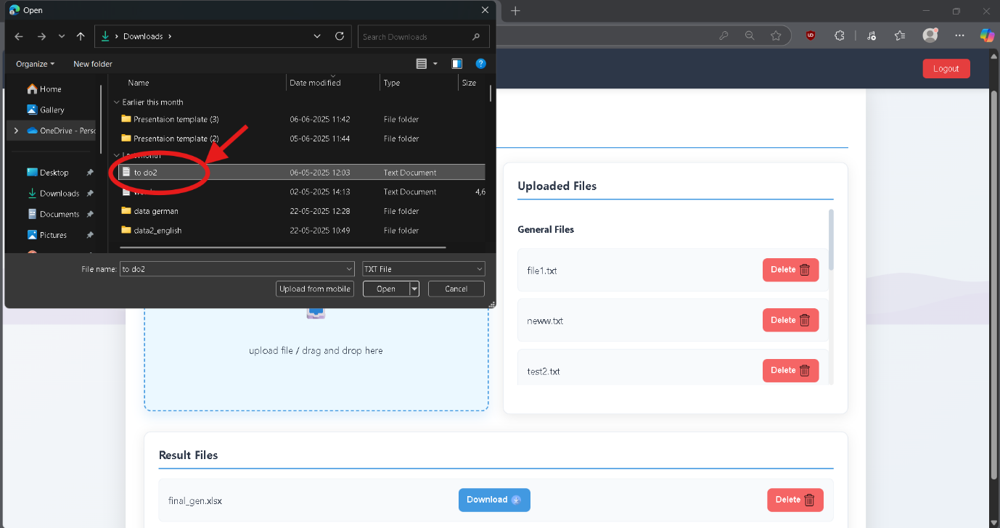 Open
Downloads
Search Downloads
Organize
New folder
Name
Date modified
Type
Size
Home
Gallery
OneDrive - Perso
Desktop
Downloads
Documents
Pictures
Earlier this month
Presentaion template (3) 06-06-2025 11:42 File folder
Presentaion template (2) 05-06-2025 11:44 File folder
to do2 06-05-2025 12:03 Text Document
02-05-2025 14:13 Text Document 4,6
data german 22-05-2025 12:28 File folder
data2_english 22-05-2025 10:49 File folder
File name: to do2 TXT File
Upload from mobile Open Cancel
Logout
upload file / drag and drop here
Uploaded Files
General Files
file1.txt Delete
neww.txt Delete
test2.txt Delete
Result Files
final_gen.xlsx Download Delete